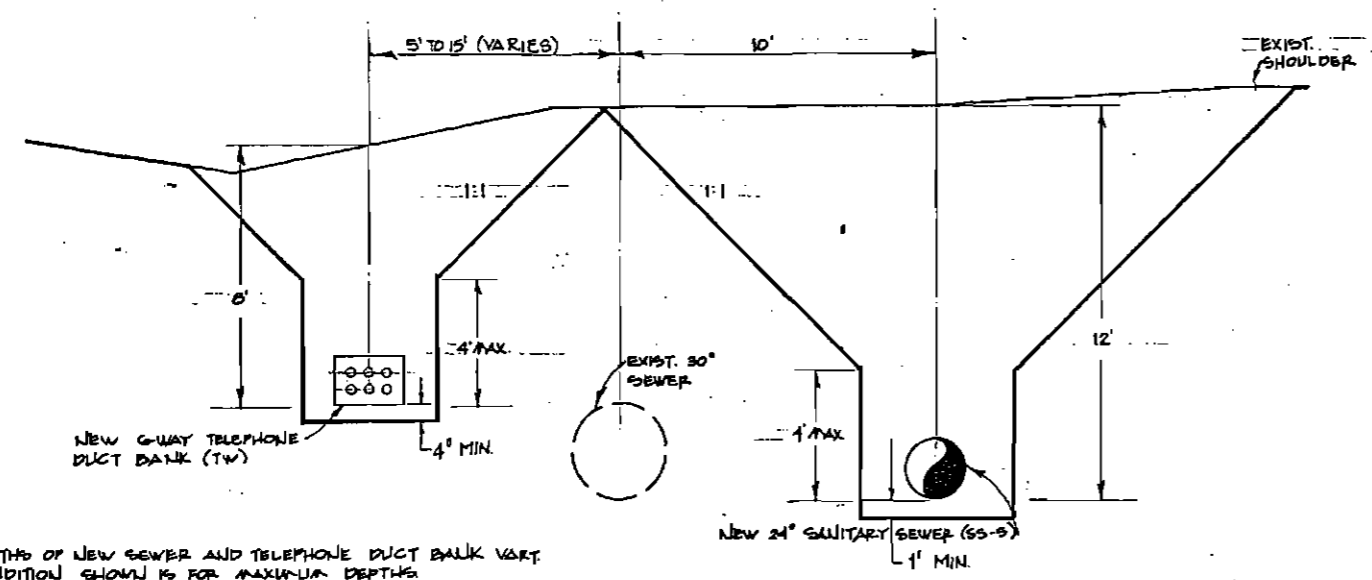 5' TO 15' (VARIES)
10'
EXIST.
SHOULDER
1:1
1:1
8'
4' MAX.
12'
EXIST. 30"
SEWER
NEW 6-WAY TELEPHONE
DUCT BANK (TW)
4" MIN.
4' MAX
NEW 24" SANITARY SEWER (SS-5)
1' MIN.
THS OF NEW SEWER AND TELEPHONE DUCT BANK VARY.
NDITION SHOWN IS FOR MAXIMUM DEPTHS.